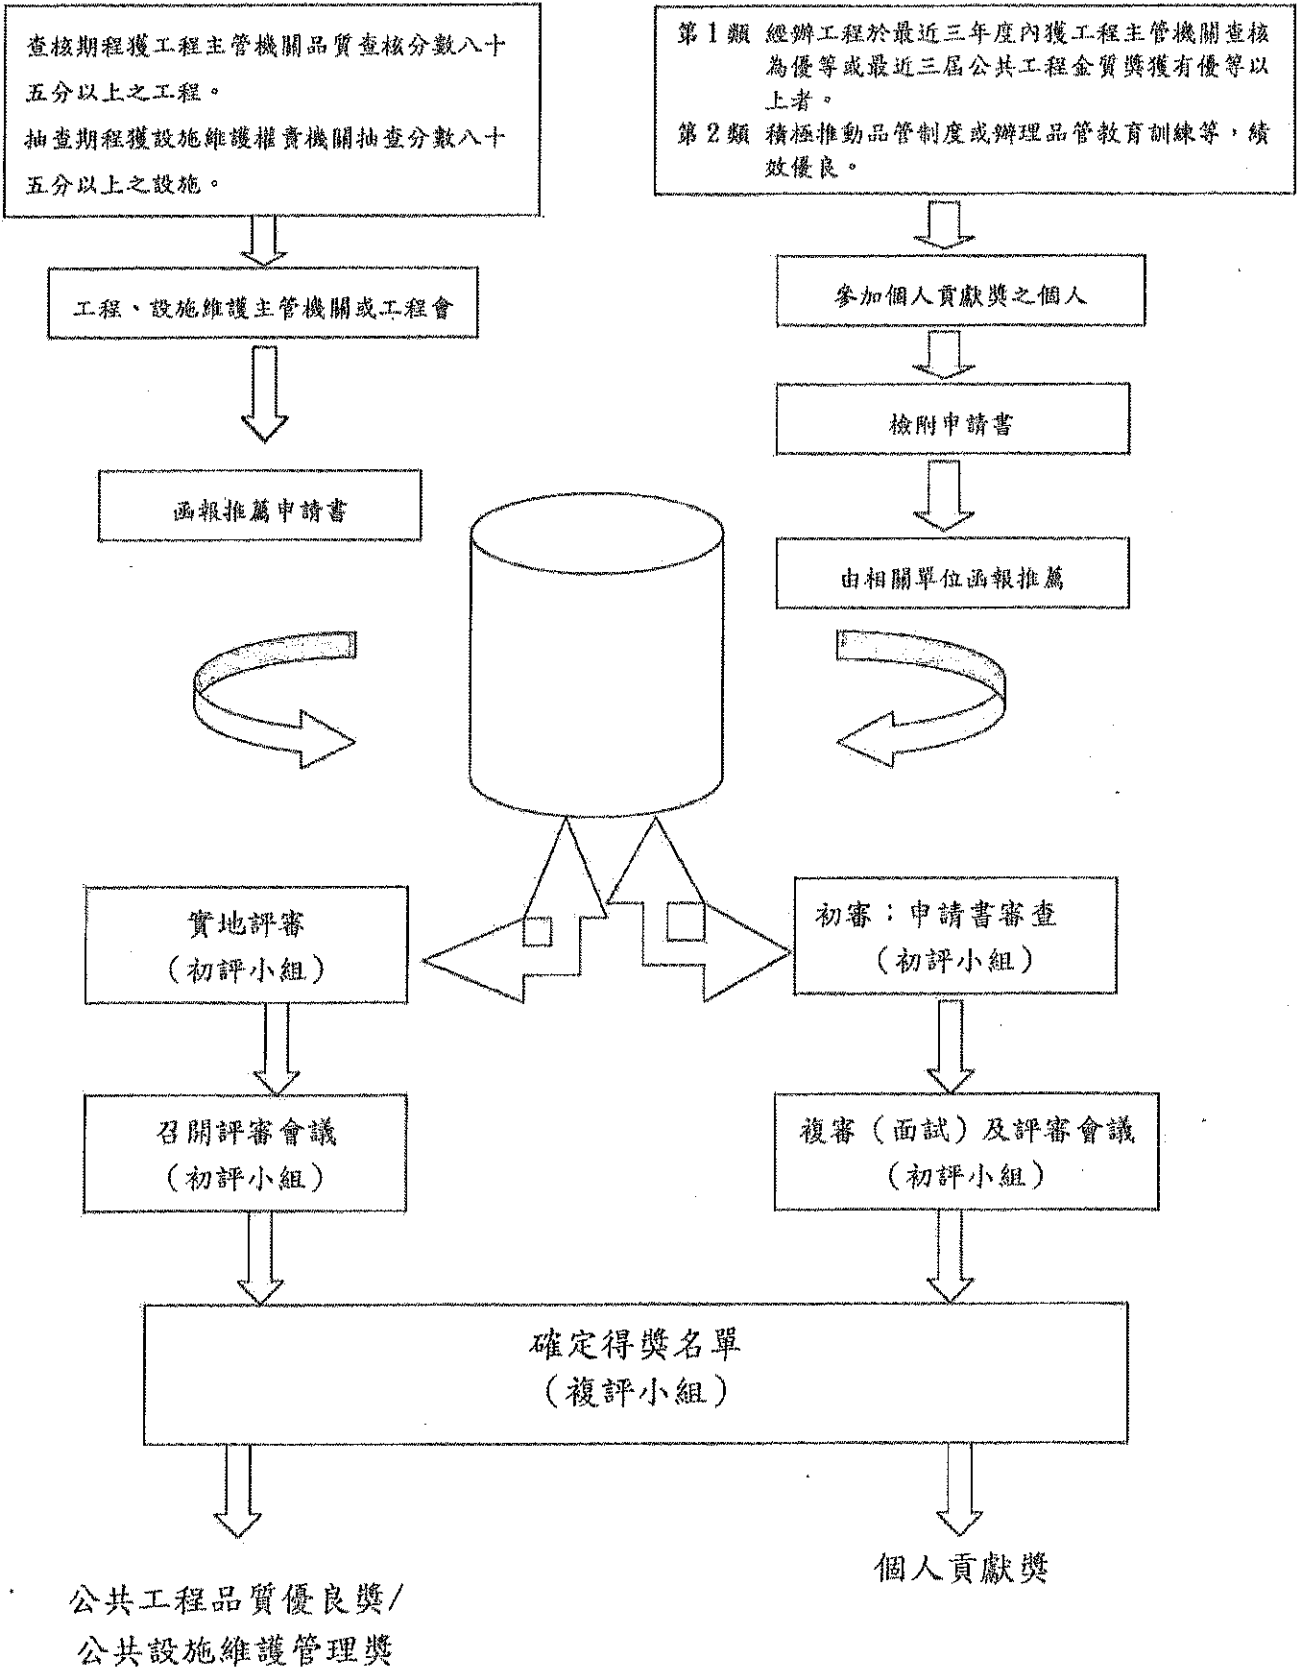 查核期程獲工程主管機關品質查核分數八十
五分以上之工程。
抽查期程獲設施維護權責機關抽查分數八十
五分以上之設施。
第1類 經辦工程於最近三年度內獲工程主管機關查核
為優等或最近三屆公共工程金質獎獲有優等以
上者。
第2類 積極推動品管制度或辦理品管教育訓練等，績
效優良。
工程、設施維護主管機關或工程會
參加個人貢獻獎之個人
檢附申請書
函報推薦申請書
由相關單位函報推薦
實地評審
（初評小組）
初審：申請書審查
（初評小組）
召開評審會議
（初評小組）
複審（面試）及評審會議
（初評小組）
確定得獎名單
（複評小組）
個人貢獻獎
公共工程品質優良獎/
公共設施維護管理獎